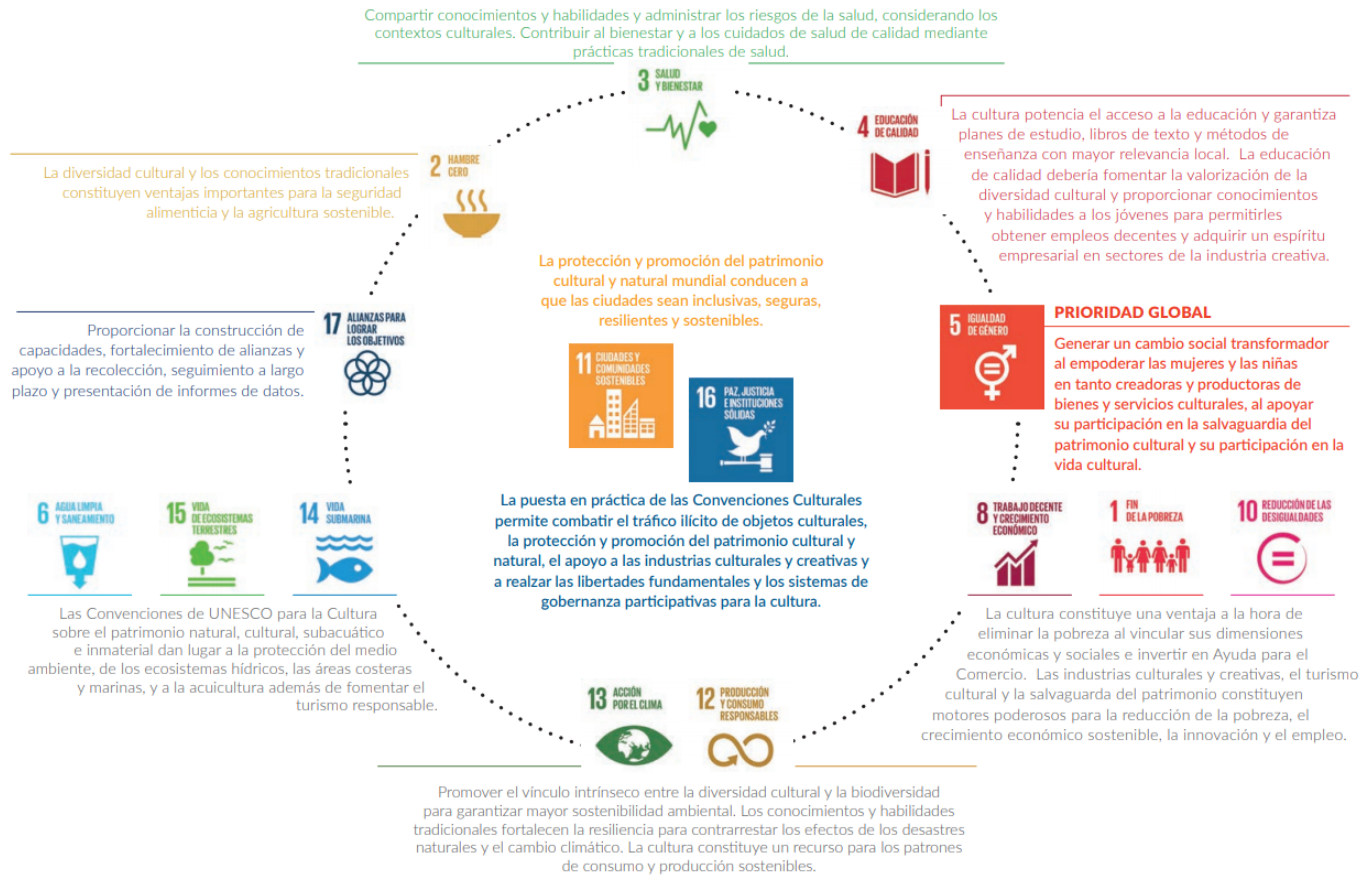 Compartir conocimientos y habilidades y administrar los riesgos de la salud, considerando los
contextos culturales. Contribuir al bienestar y a los cuidados de salud de calidad mediante
prácticas tradicionales de salud.
3 SALUD
Y BIENESTAR
4 EDUCACIÓN
DE CALIDAD
La cultura potencia el acceso a la educación y garantiza
planes de estudio, libros de texto y métodos de
enseñanza con mayor relevancia local. La educación
de calidad debería fomentar la valorización de la
diversidad cultural y proporcionar conocimientos
y habilidades a los jóvenes para permitirles
obtener empleos decentes y adquirir un espíritu
empresarial en sectores de la industria creativa.
2 HAMBRE
CERO
La diversidad cultural y los conocimientos tradicionales
constituyen ventajas importantes para la seguridad
alimenticia y la agricultura sostenible.
La protección y promoción del patrimonio
cultural y natural mundial conducen a
que las ciudades sean inclusivas, seguras,
resilientes y sostenibles.
17 ALIANZAS PARA
LOGRAR
LOS OBJETIVOS
Proporcionar la construcción de
capacidades, fortalecimiento de alianzas y
apoyo a la recolección, seguimiento a largo
plazo y presentación de informes de datos.
5 IGUALDAD
DE GÉNERO
PRIORIDAD GLOBAL
Generar un cambio social transformador
al empoderar las mujeres y las niñas
en tanto creadoras y productoras de
bienes y servicios culturales, al apoyar
su participación en la salvaguardia del
patrimonio cultural y su participación en la
vida cultural.
11 CIUDADES Y
COMUNIDADES
SOSTENIBLES
16 PAZ, JUSTICIA
E INSTITUCIONES
SÓLIDAS
La puesta en práctica de las Convenciones Culturales
permite combatir el tráfico ilícito de objetos culturales,
la protección y promoción del patrimonio cultural y
natural, el apoyo a las industrias culturales y creativas y
a realzar las libertades fundamentales y los sistemas de
gobernanza participativas para la cultura.
6 AGUA LIMPIA
Y SANEAMIENTO
15 VIDA
DE ECOSISTEMAS
TERRESTRES
14 VIDA
SUBMARINA
Las Convenciones de UNESCO para la Cultura
sobre el patrimonio natural, cultural, subacuático
e inmaterial dan lugar a la protección del medio
ambiente, de los ecosistemas hídricos, las áreas costeras
y marinas, y a la acuicultura además de fomentar el
turismo responsable.
8 TRABAJO DECENTE
Y CRECIMIENTO
ECONÓMICO
1 FIN
DE LA POBREZA
10 REDUCCIÓN DE LAS
DESIGUALDADES
La cultura constituye una ventaja a la hora de
eliminar la pobreza al vincular sus dimensiones
económicas y sociales e invertir en Ayuda para el
Comercio. Las industrias culturales y creativas, el turismo
cultural y la salvaguarda del patrimonio constituyen
motores poderosos para la reducción de la pobreza, el
crecimiento económico sostenible, la innovación y el empleo.
13 ACCIÓN
POR EL CLIMA
12 PRODUCCIÓN
Y CONSUMO
RESPONSABLES
Promover el vínculo intrínseco entre la diversidad cultural y la biodiversidad
para garantizar mayor sostenibilidad ambiental. Los conocimientos y habilidades
tradicionales fortalecen la resiliencia para contrarrestar los efectos de los desastres
naturales y el cambio climático. La cultura constituye un recurso para los patrones
de consumo y producción sostenibles.